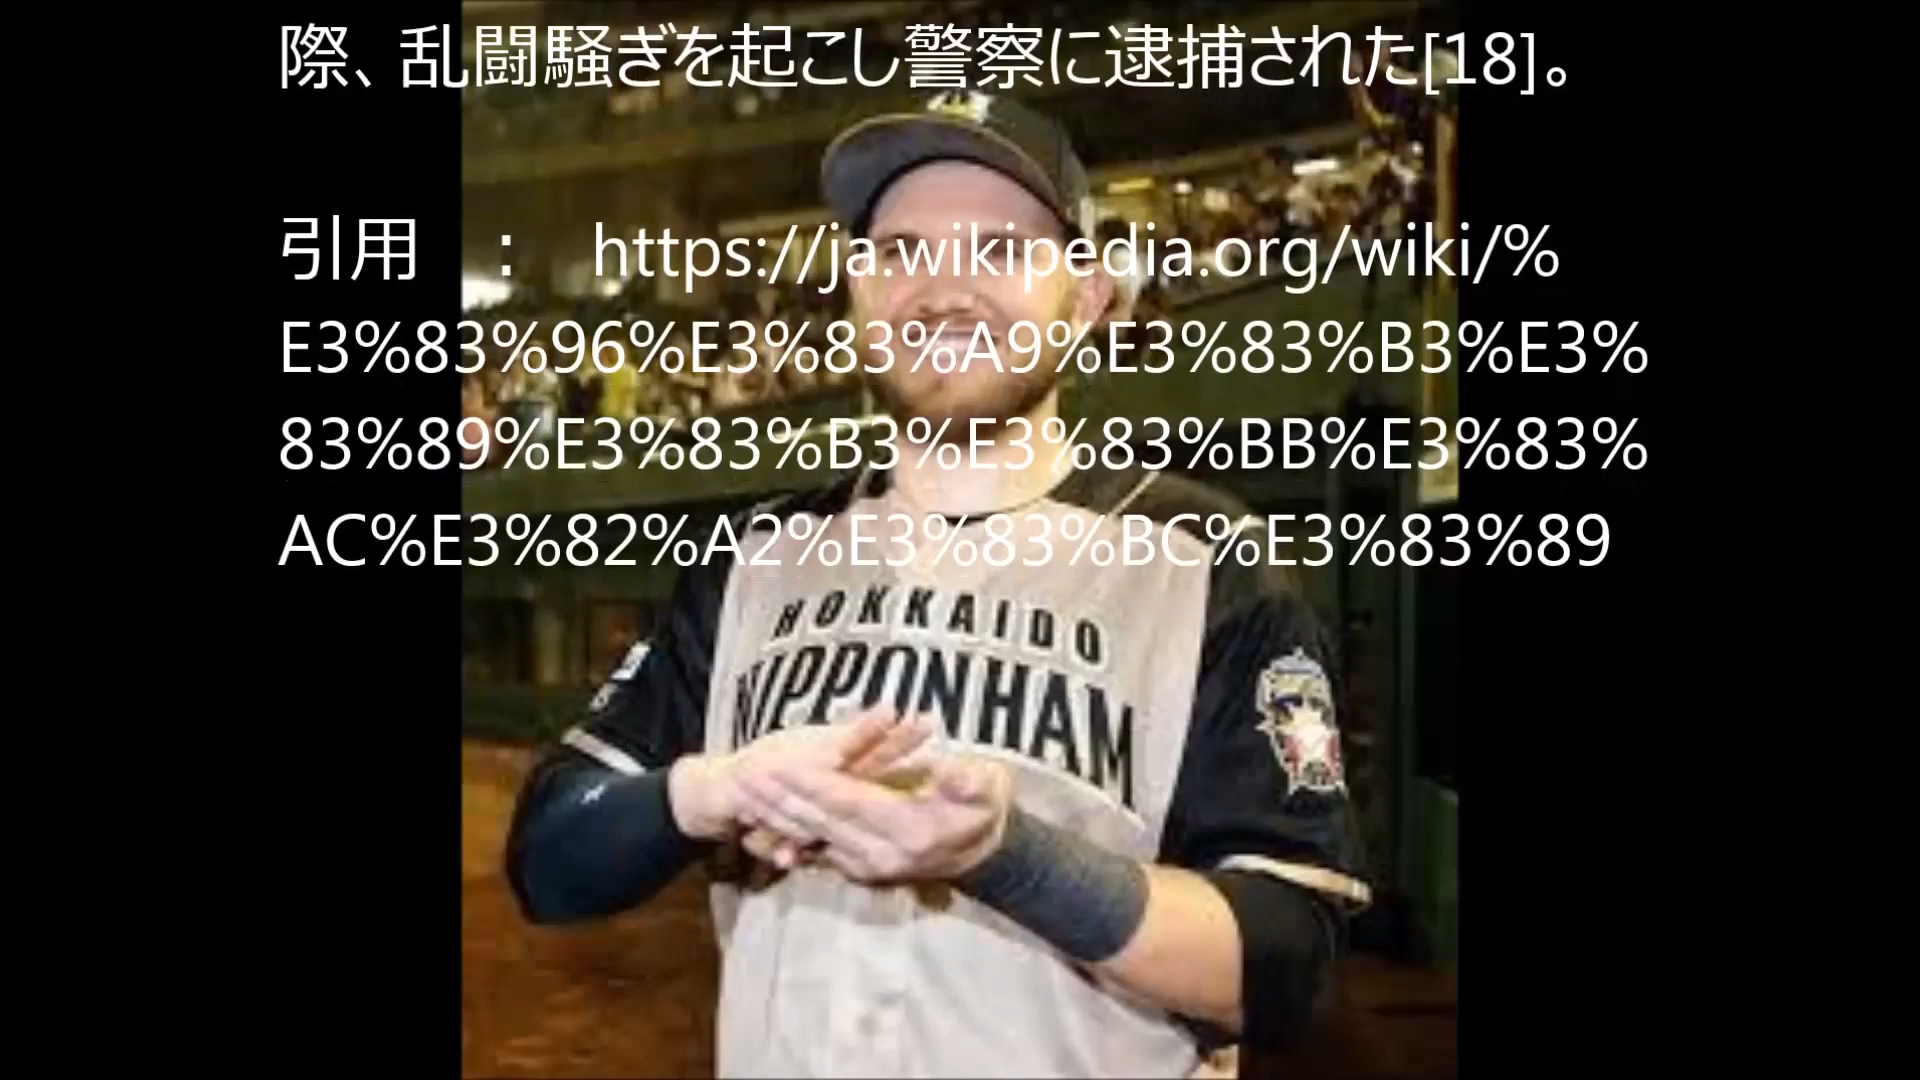 際、乱闘騒ぎを起こし警察に逮捕された[18]。
引用　：　https://ja.wikipedia.org/wiki/%
E3%83%96%E3%83%A9%E3%83%B3%E3%
83%89%E3%83%B3%E3%83%BB%E3%83%
AC%E3%82%A2%E3%83%BC%E3%83%89
HOKKAIDO
NIPPONHAM